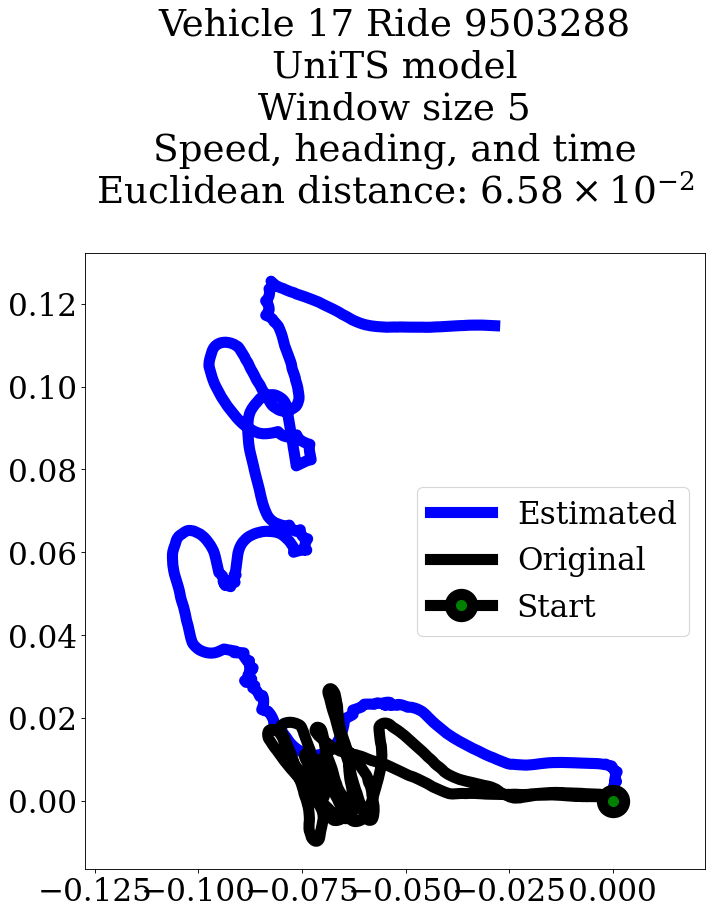 Vehicle 17 Ride 9503288
UniTS model
Window size 5
Speed, heading, and time
Euclidean distance: 6.58 × 10⁻²
0.12
0.10
0.08
0.06
0.04
0.02
0.00
Estimated
Original
Start
−0.125 −0.100 −0.075 −0.050 −0.025 0.000